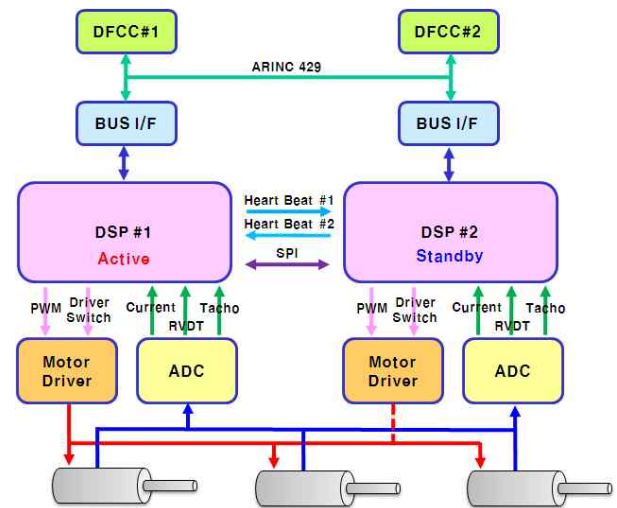 DFCC#1
DFCC#2
ARINC 429
BUS I/F
BUS I/F
Heart Beat #1
Heart Beat #2
SPI
DSP #1
Active
DSP #2
Standby
PWM
Driver
Switch
Current
RVDT
Tacho
PWM
Driver
Switch
Current
RVDT
Tacho
Motor
Driver
ADC
Motor
Driver
ADC